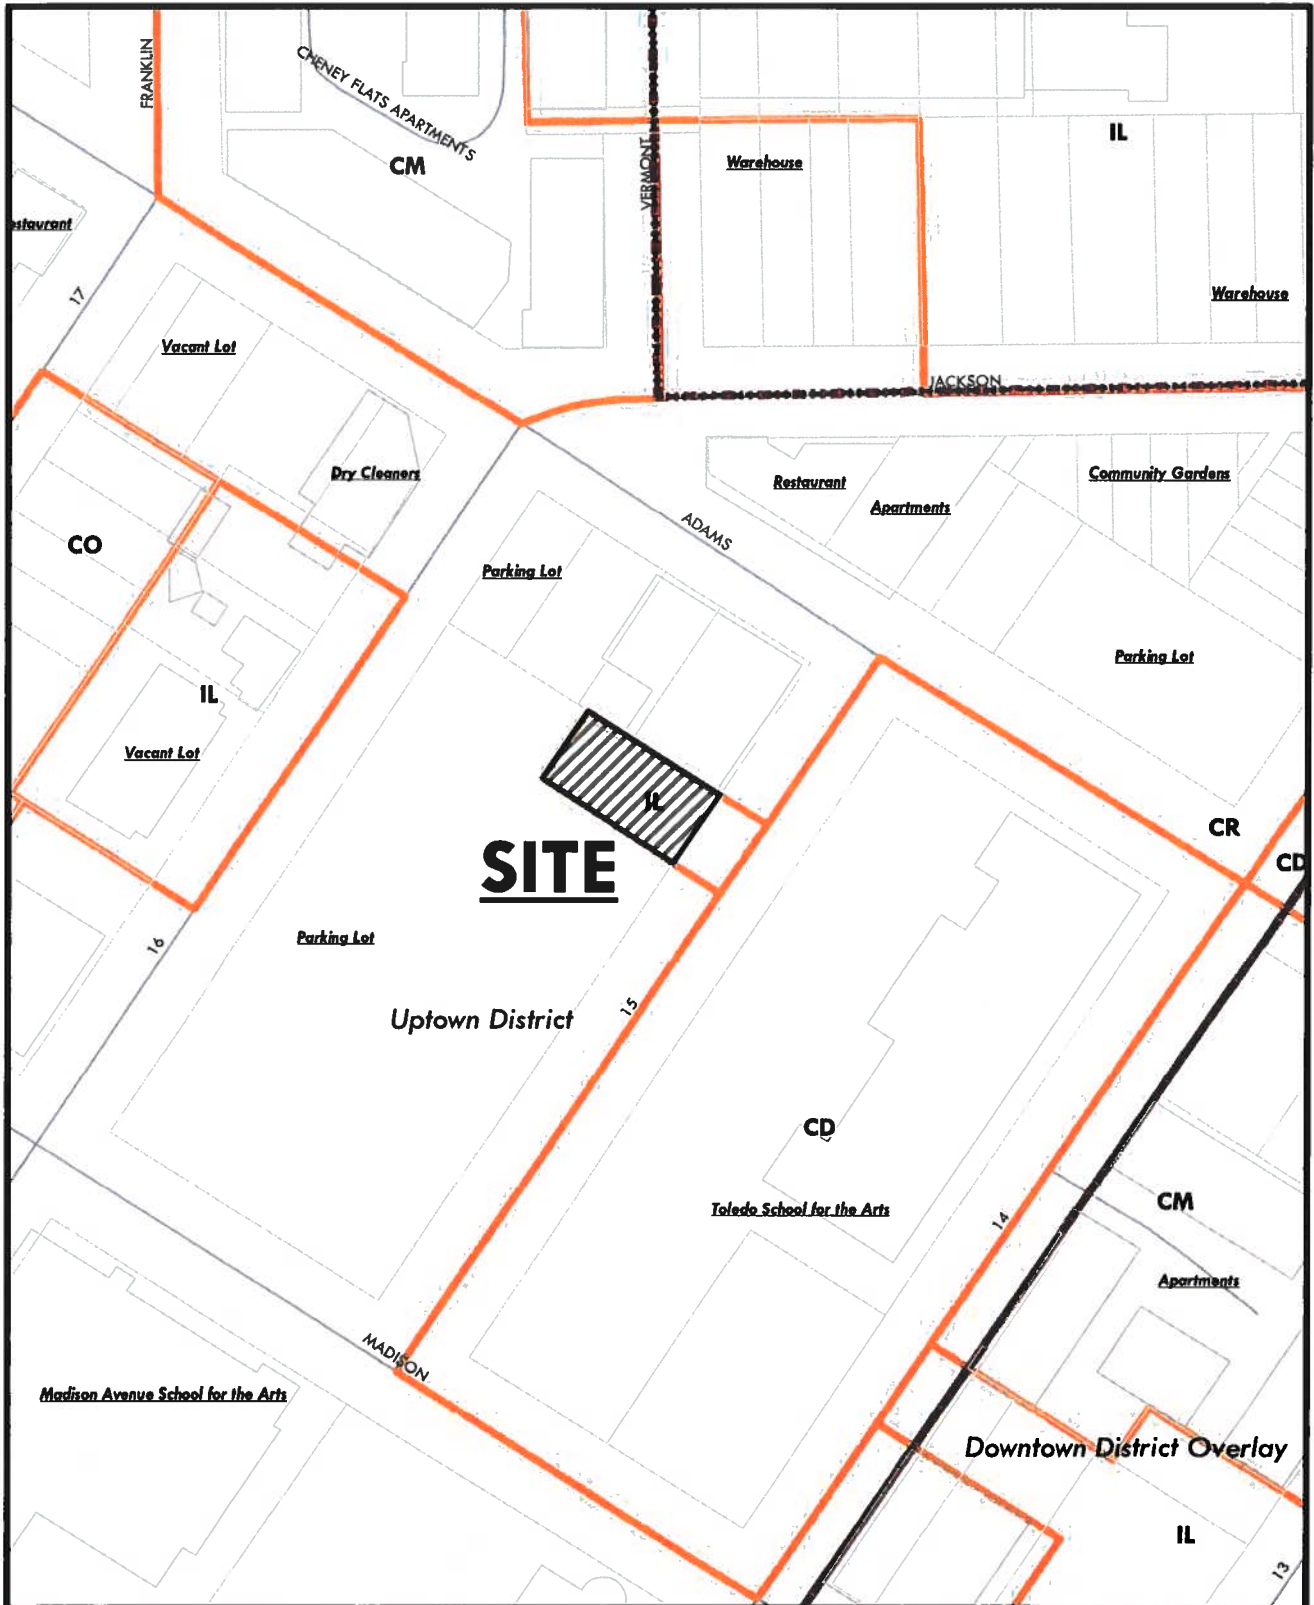 FRANKLIN
CHENEY FLATS APARTMENTS
CM
VERMONT
Warehouse
IL
estaurant
17
Warehouse
Vacant Lot
JACKSON
Dry Cleaners
Restaurant
Apartments
Community Gardens
CO
ADAMS
Parking Lot
Parking Lot
IL
Vacant Lot
IL
SITE
CR
CD
Parking Lot
16
Uptown District
15
CD
Toledo School for the Arts
14
CM
Apartments
MADISON
Madison Avenue School for the Arts
Downtown District Overlay
IL
13